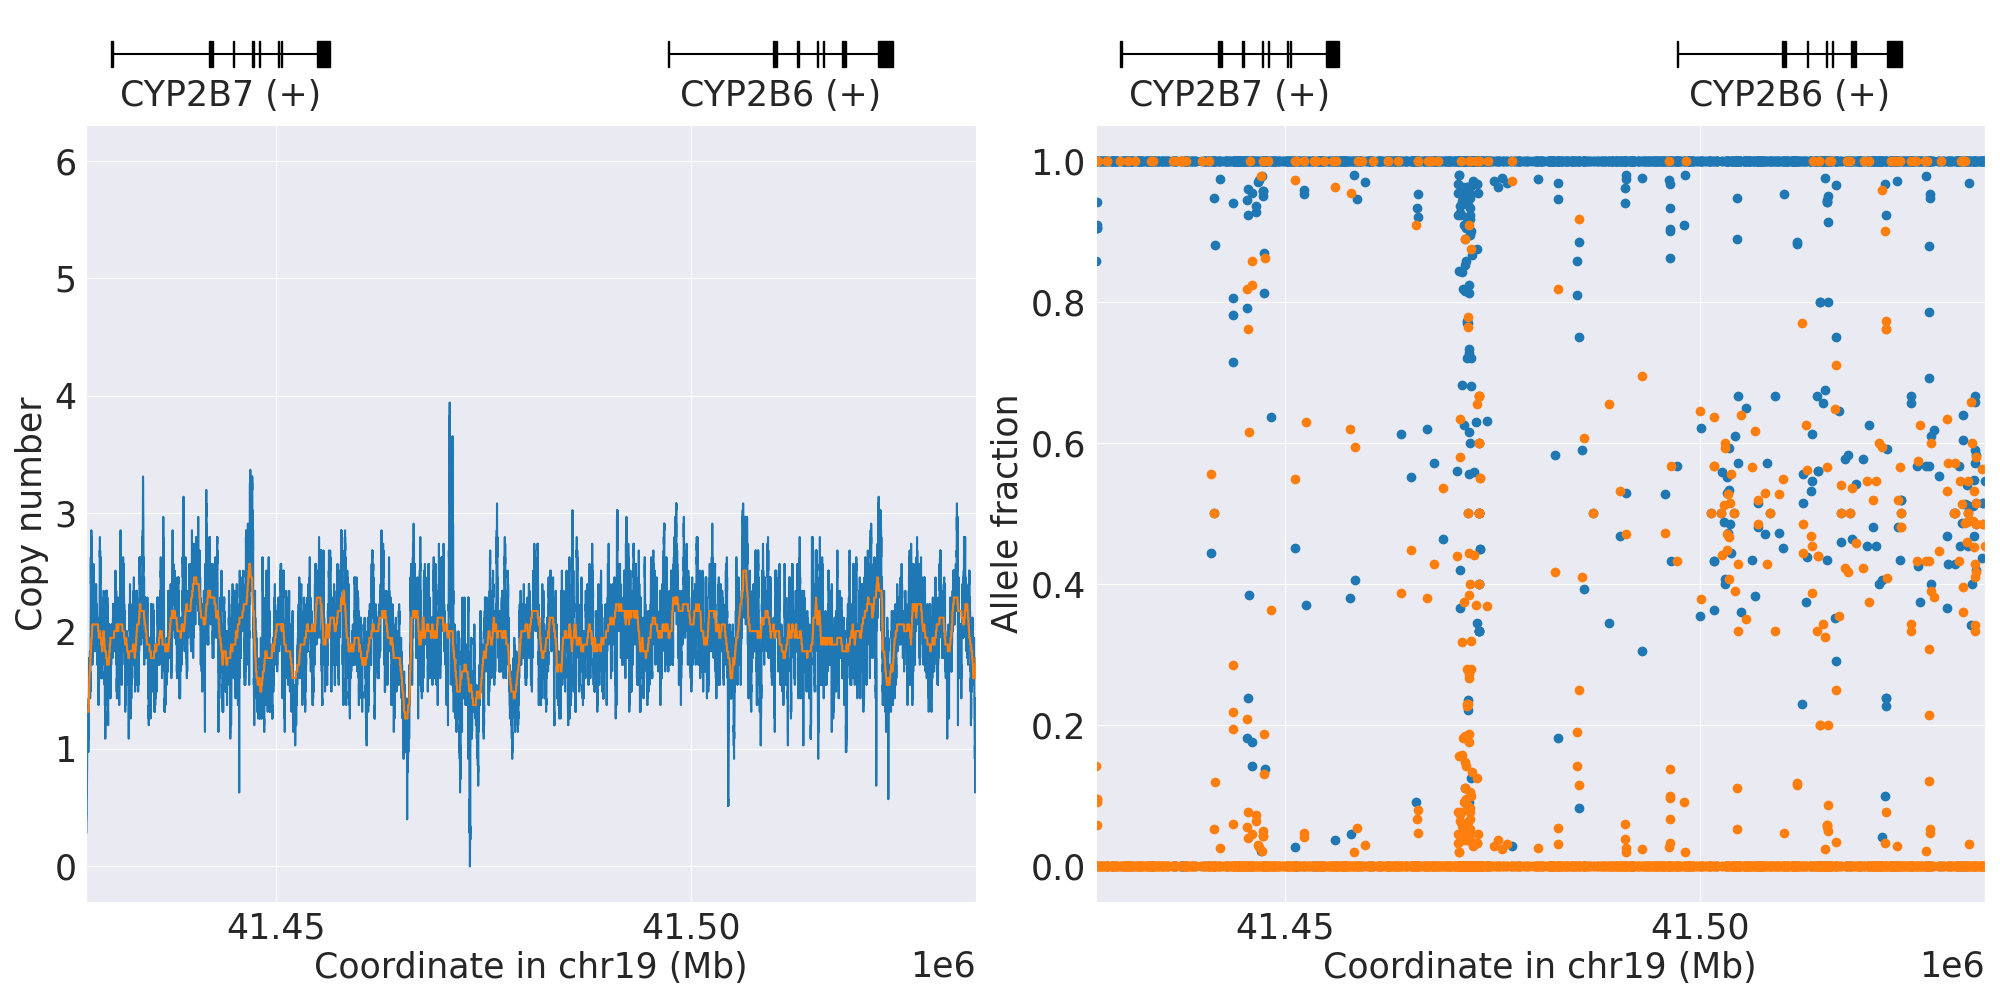 CYP2B7 (+)
CYP2B6 (+)
6
5
4
3
2
1
0
Copy number
41.45
41.50
Coordinate in chr19 (Mb)
1e6
CYP2B7 (+)
CYP2B6 (+)
1.0
0.8
0.6
0.4
0.2
0.0
Allele fraction
41.45
41.50
Coordinate in chr19 (Mb)
1e6